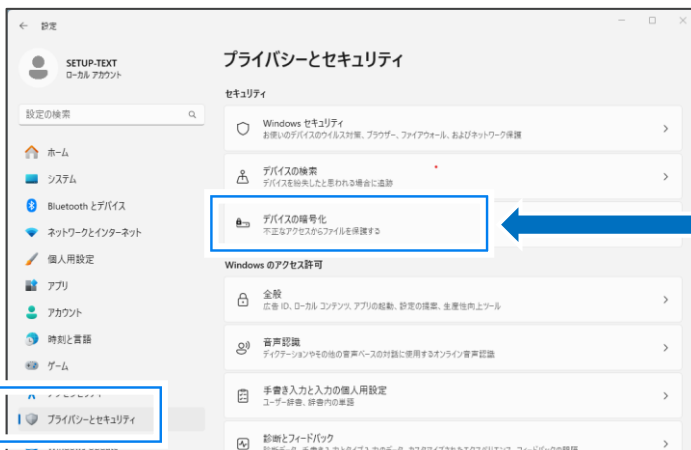 設定
SETUP-TEXT
ローカル アカウント
設定の検索
ホーム
システム
Bluetooth とデバイス
ネットワークとインターネット
個人用設定
アプリ
アカウント
時刻と言語
ゲーム
プライバシーとセキュリティ
プライバシーとセキュリティ
セキュリティ
Windows セキュリティ
お使いのデバイスのウイルス対策、ブラウザー、ファイアウォール、およびネットワーク保護
デバイスの検索
デバイスを紛失したと思われる場合に追跡
デバイスの暗号化
不正なアクセスからファイルを保護する
Windows のアクセス許可
全般
広告 ID、ローカル コンテンツ、アプリの起動、設定の提案、生産性向上ツール
音声認識
ディクテーションやその他の音声ベースの対話に使用するオンライン音声認識
手書き入力と入力の個人用設定
ユーザー辞書、辞書内の単語
診断とフィードバック